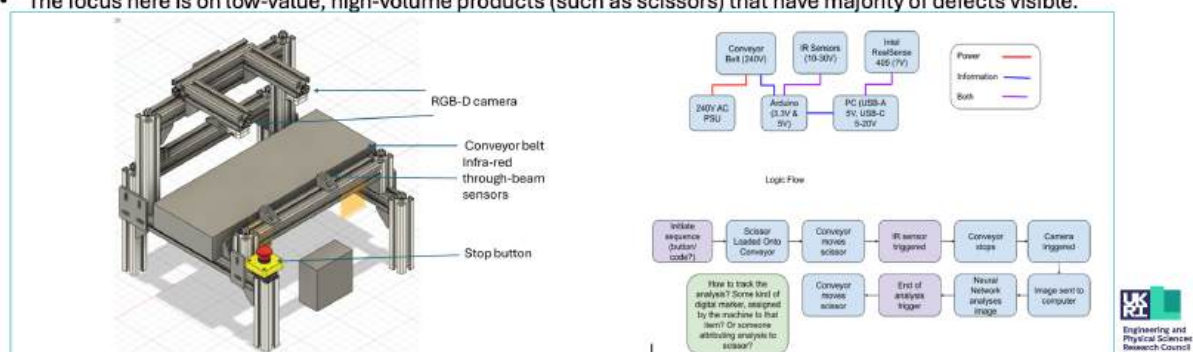 • The focus here is on low-value, high-volume products (such as scissors) that have majority of defects visible.
RGB-D camera
Conveyor belt
Infra-red
through-beam
sensors
Stop button
Conveyor
Belt (240V)
IR Sensors
(10-30V)
Intel
RealSense
405 (?V)
240V AC
PSU
Arduino
(3.3V &
5V)
PC (USB-A
5V, USB-C
5-20V
Power
Information
Both
Logic Flow
Initiate
sequence
(button/
code?)
Scissor
Loaded Onto
Conveyor
Conveyor
moves
scissor
IR sensor
triggered
Conveyor
stops
Camera
triggered
How to track the
analysis? Some kind of
digital marker, assigned
by the machine to that
item? Or someone
attributing analysis to
scissor?
Conveyor
moves
scissor
End of
analysis
trigger
Neural
Network
analyses
image
Image sent to
computer
UK
RI
Engineering and
Physical Sciences
Research Council